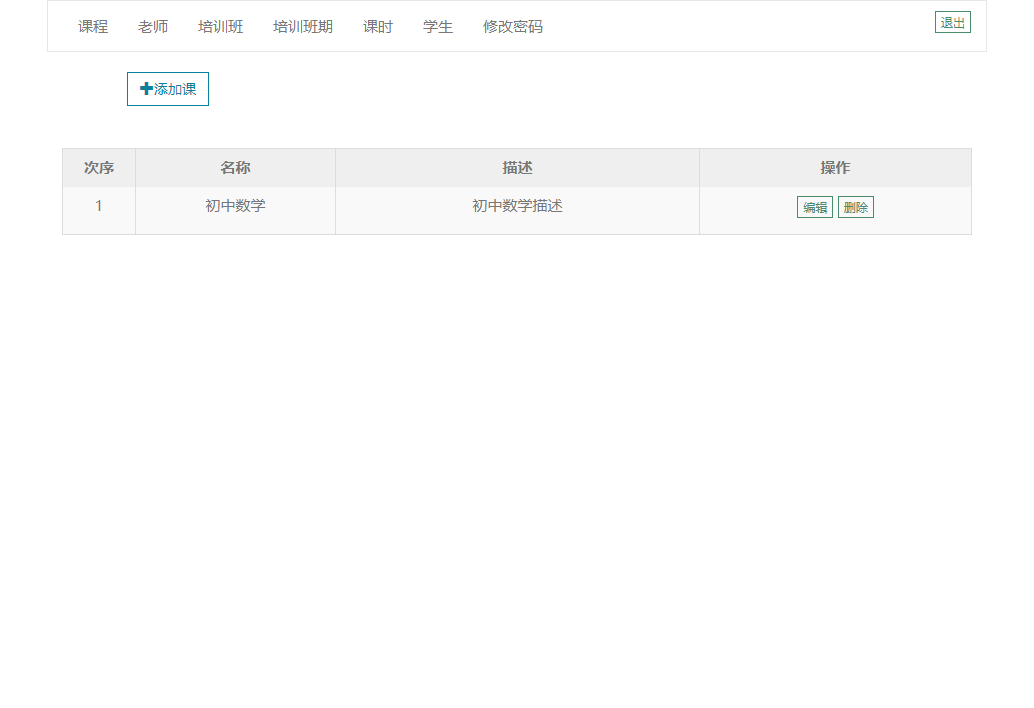 课程 老师 培训班 培训班期 课时 学生 修改密码 退出
添加课
次序 名称 描述 操作
1 初中数学 初中数学描述 编辑 删除